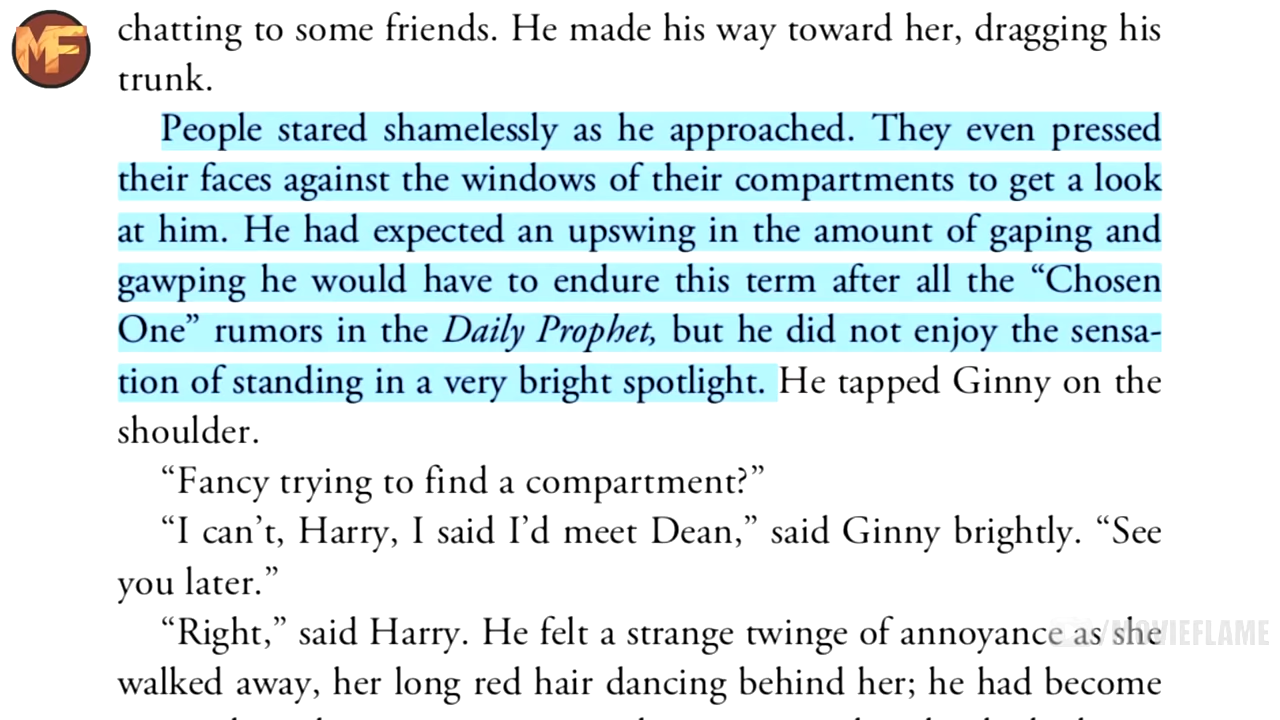 MF
chatting to some friends. He made his way toward her, dragging his
trunk.
People stared shamelessly as he approached. They even pressed
their faces against the windows of their compartments to get a look
at him. He had expected an upswing in the amount of gaping and
gawping he would have to endure this term after all the “Chosen
One” rumors in the Daily Prophet, but he did not enjoy the sensa-
tion of standing in a very bright spotlight. He tapped Ginny on the
shoulder.
“Fancy trying to find a compartment?”
“I can’t, Harry, I said I’d meet Dean,” said Ginny brightly. “See
you later.”
“Right,” said Harry. He felt a strange twinge of annoyance as she
/MOVIEFLAME
walked away, her long red hair dancing behind her; he had become